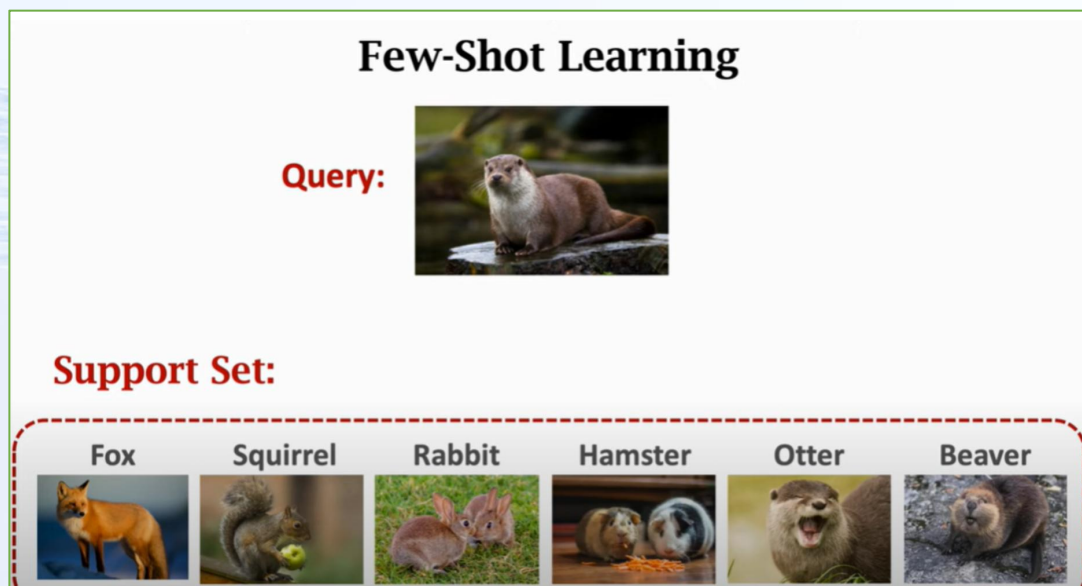 Few-Shot Learning
Query:
Support Set:
Fox Squirrel Rabbit Hamster Otter Beaver